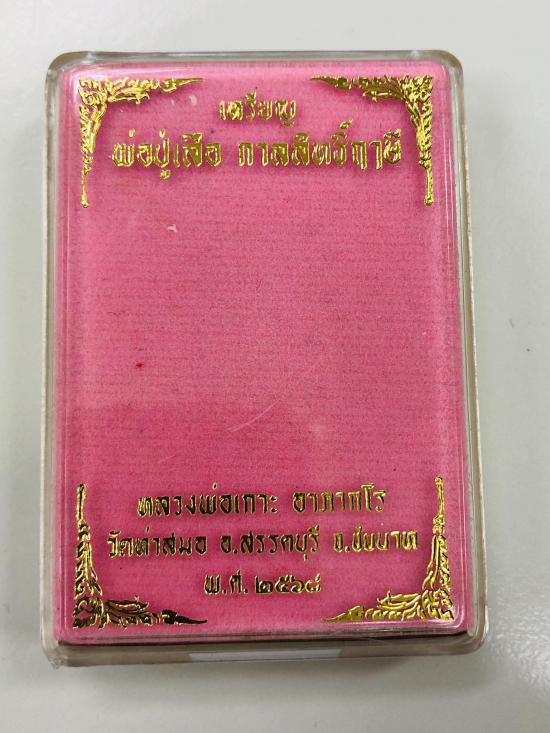 เหรียญ
พ่อปู่เสือ กาลสิทธิ์ฤาษี
หลวงพ่อเกาะ อาภากโร
วัดท่าสมอ อ.สรรคบุรี จ.ชัยนาท
พ.ศ. ๒๕๖๘